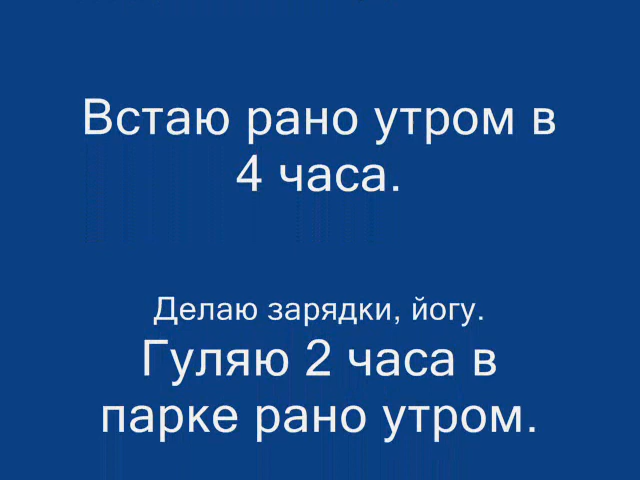 Встаю рано утром в
4 часа.
Делаю зарядки, йогу.
Гуляю 2 часа в
парке рано утром.